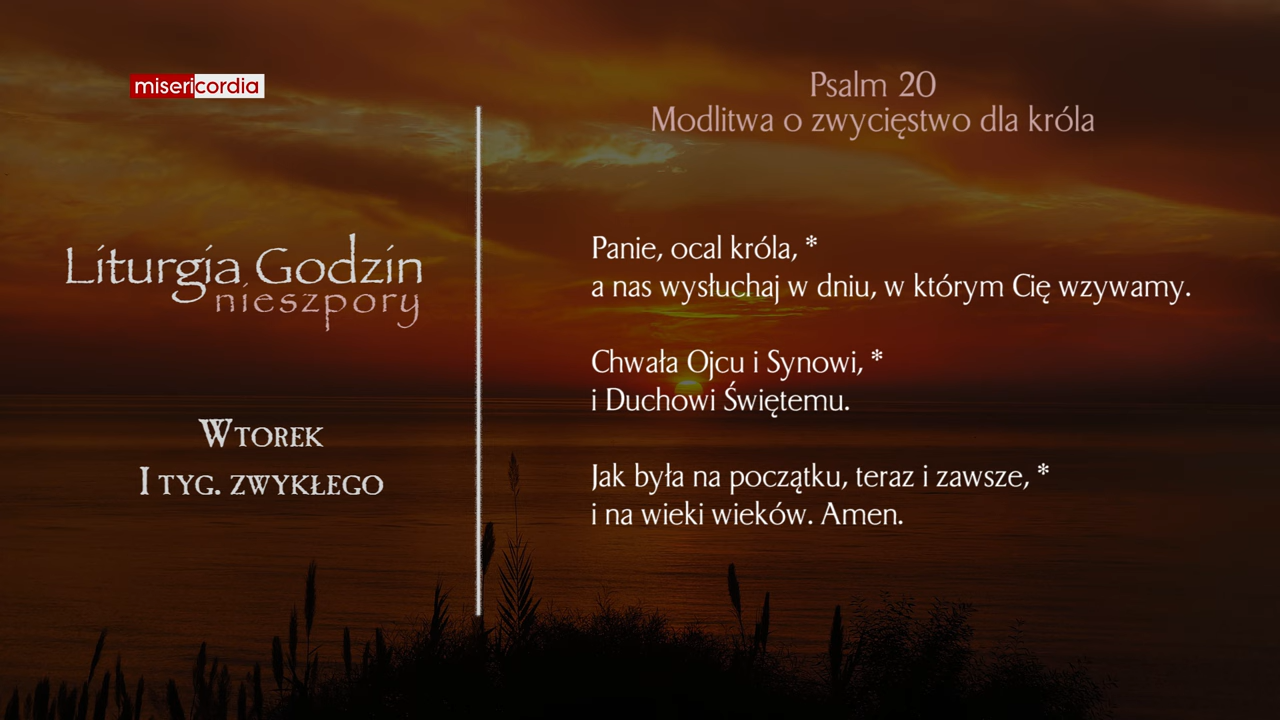 misericordia
Liturgia Godzin
nieszpory
Wtorek
I tyg. zwykłego
Psalm 20
Modlitwa o zwycięstwo dla króla
Panie, ocal króla, *
a nas wysłuchaj w dniu, w którym Cię wzywamy.
Chwała Ojcu i Synowi, *
i Duchowi Świętemu.
Jak była na początku, teraz i zawsze, *
i na wieki wieków. Amen.